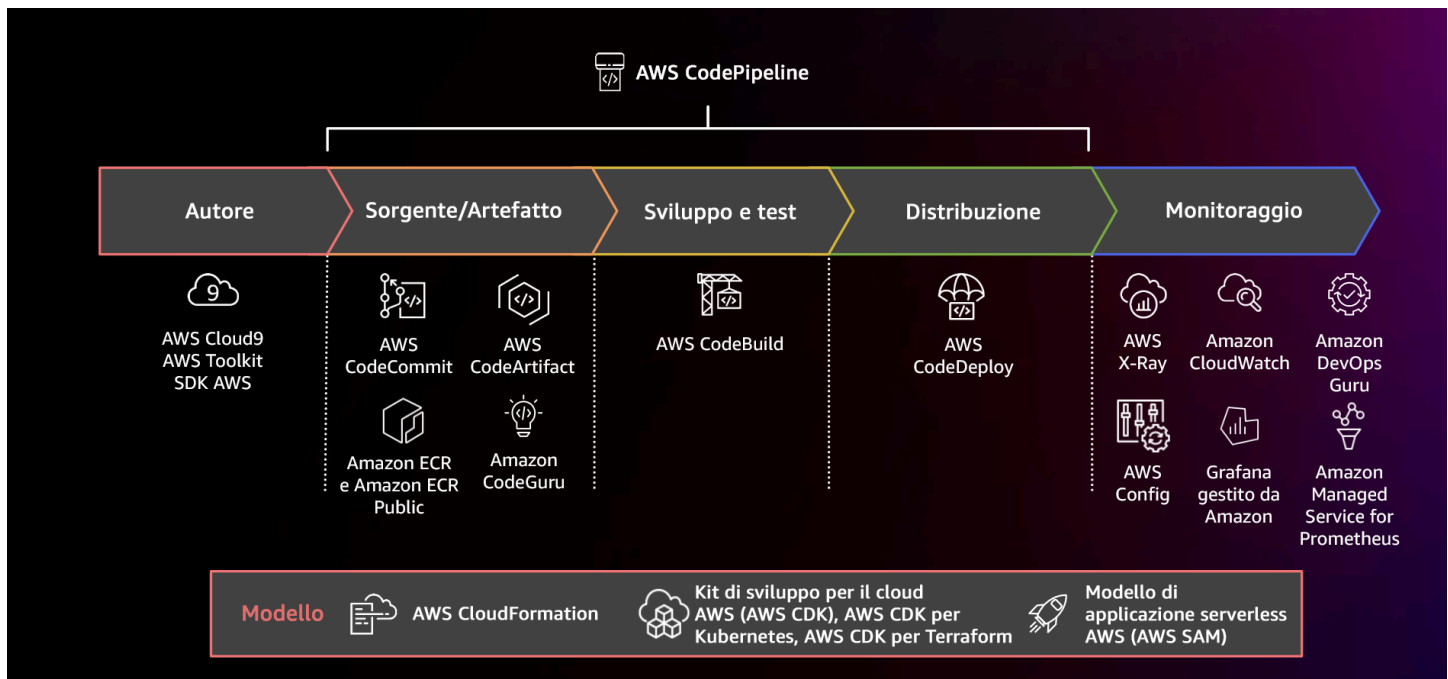 AWS CodePipeline
Autore
Sorgente/Artefatto
Sviluppo e test
Distribuzione
Monitoraggio
9
AWS Cloud9
AWS Toolkit
SDK AWS
</>
AWS
CodeCommit
</>
AWS
CodeArtifact
Amazon ECR
e Amazon ECR
Public
</>
Amazon
CodeGuru
</>
AWS CodeBuild
</>
AWS
CodeDeploy
AWS
X-Ray
Amazon
CloudWatch
Amazon
DevOps
Guru
AWS
Config
Grafana
gestito da
Amazon
Amazon
Managed
Service for
Prometheus
Modello
AWS CloudFormation
Kit di sviluppo per il cloud
AWS (AWS CDK), AWS CDK per
Kubernetes, AWS CDK per Terraform
Modello di
applicazione serverless
AWS (AWS SAM)